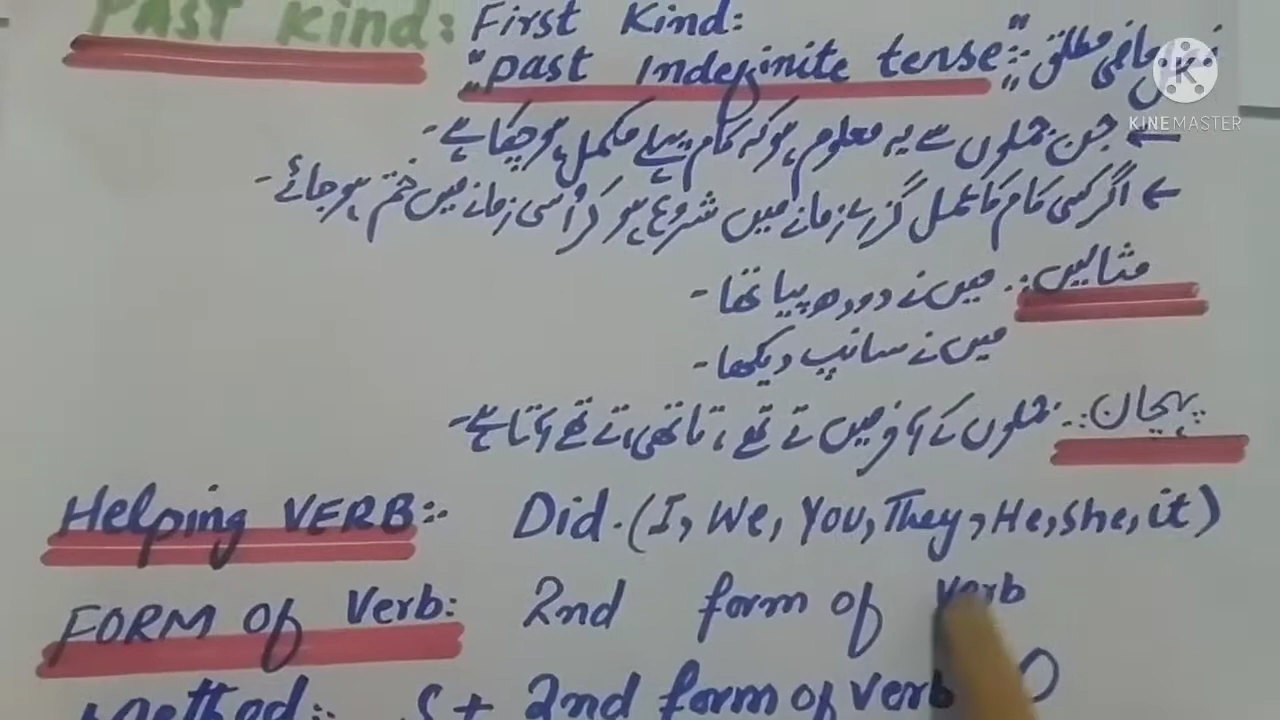 PAST Kind: First Kind:
"Past Indefinite tense": فعل ماضی مطلق
KINEMASTER
← جن جملوں سے یہ معلوم ہو کہ کام پہلے مکمل ہو چکا ہے-
← اگر کسی کام کا عمل گزرے زمانے میں شروع ہو کر اُسی زمانے میں ختم ہو جائے-
مثالیں:. میں نے دودھ پیا تھا-
میں نے سانپ دیکھا-
پہچان:. جملوں کے آخر میں تے تھے، تا تھی، تے تھے آتا ہے-
Helping VERB:- Did. (I, We, You, They, He, she, it)
FORM of Verb: 2nd form of verb
Method:. S + 2nd form of verb O